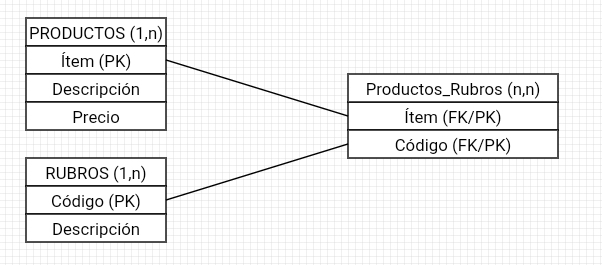 PRODUCTOS (1,n)
Ítem (PK)
Descripción
Precio
RUBROS (1,n)
Código (PK)
Descripción
Productos_Rubros (n,n)
Ítem (FK/PK)
Código (FK/PK)